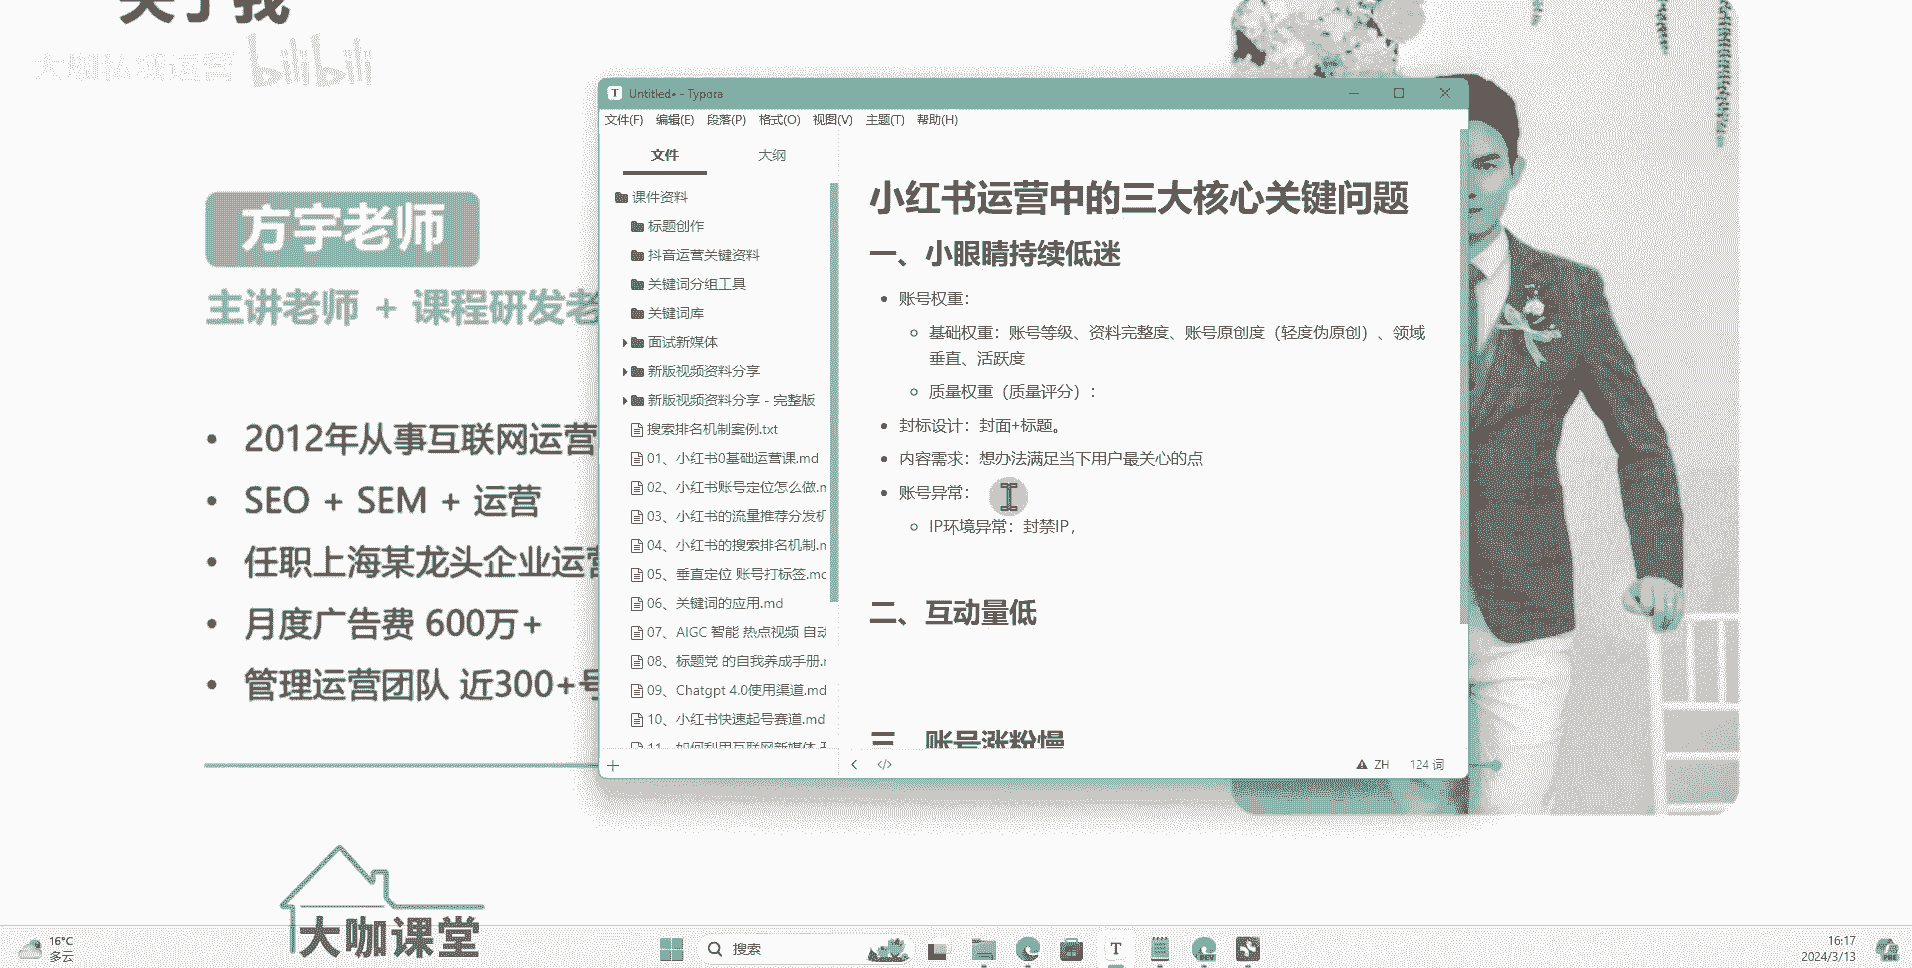 关于我
大咖私域运营 bilibili
方宇老师
主讲老师 + 课程研发老
• 2012年从事互联网运营
• SEO + SEM + 运营
• 任职上海某龙头企业运营
• 月度广告费 600万+
• 管理运营团队 近300+号
大咖课堂
Untitled• - Typora
文件(F) 编辑(E) 段落(P) 格式(O) 视图(V) 主题(T) 帮助(H)
文件 大纲
课件资料
标题创作
抖音运营关键资料
关键词分组工具
关键词库
面试新媒体
新版视频资料分享
新版视频资料分享 - 完整版
搜索排名机制案例.txt
01、小红书0基础运营课.md
02、小红书账号定位怎么做.m
03、小红书的流量推荐分发机
04、小红书的搜索排名机制.m
05、垂直定位 账号打标签.md
06、关键词的应用.md
07、AIGC 智能 热点视频 自动
08、标题党 的自我养成手册.m
09、Chatgpt 4.0使用渠道.md
10、小红书快速起号赛道.md
11、如何利用互联网新媒体
小红书运营中的三大核心关键问题
一、小眼睛持续低迷
• 账号权重：
基础权重：账号等级、资料完整度、账号原创度（轻度伪原创）、领域
垂直、活跃度
质量权重（质量评分）：
• 封标设计：封面+标题。
• 内容需求：想办法满足当下用户最关心的点
• 账号异常：
IP环境异常：封禁IP，
二、互动量低
三、账号涨粉慢
ZH 124 词
16°C
多云
搜索
16:17
2024/3/13